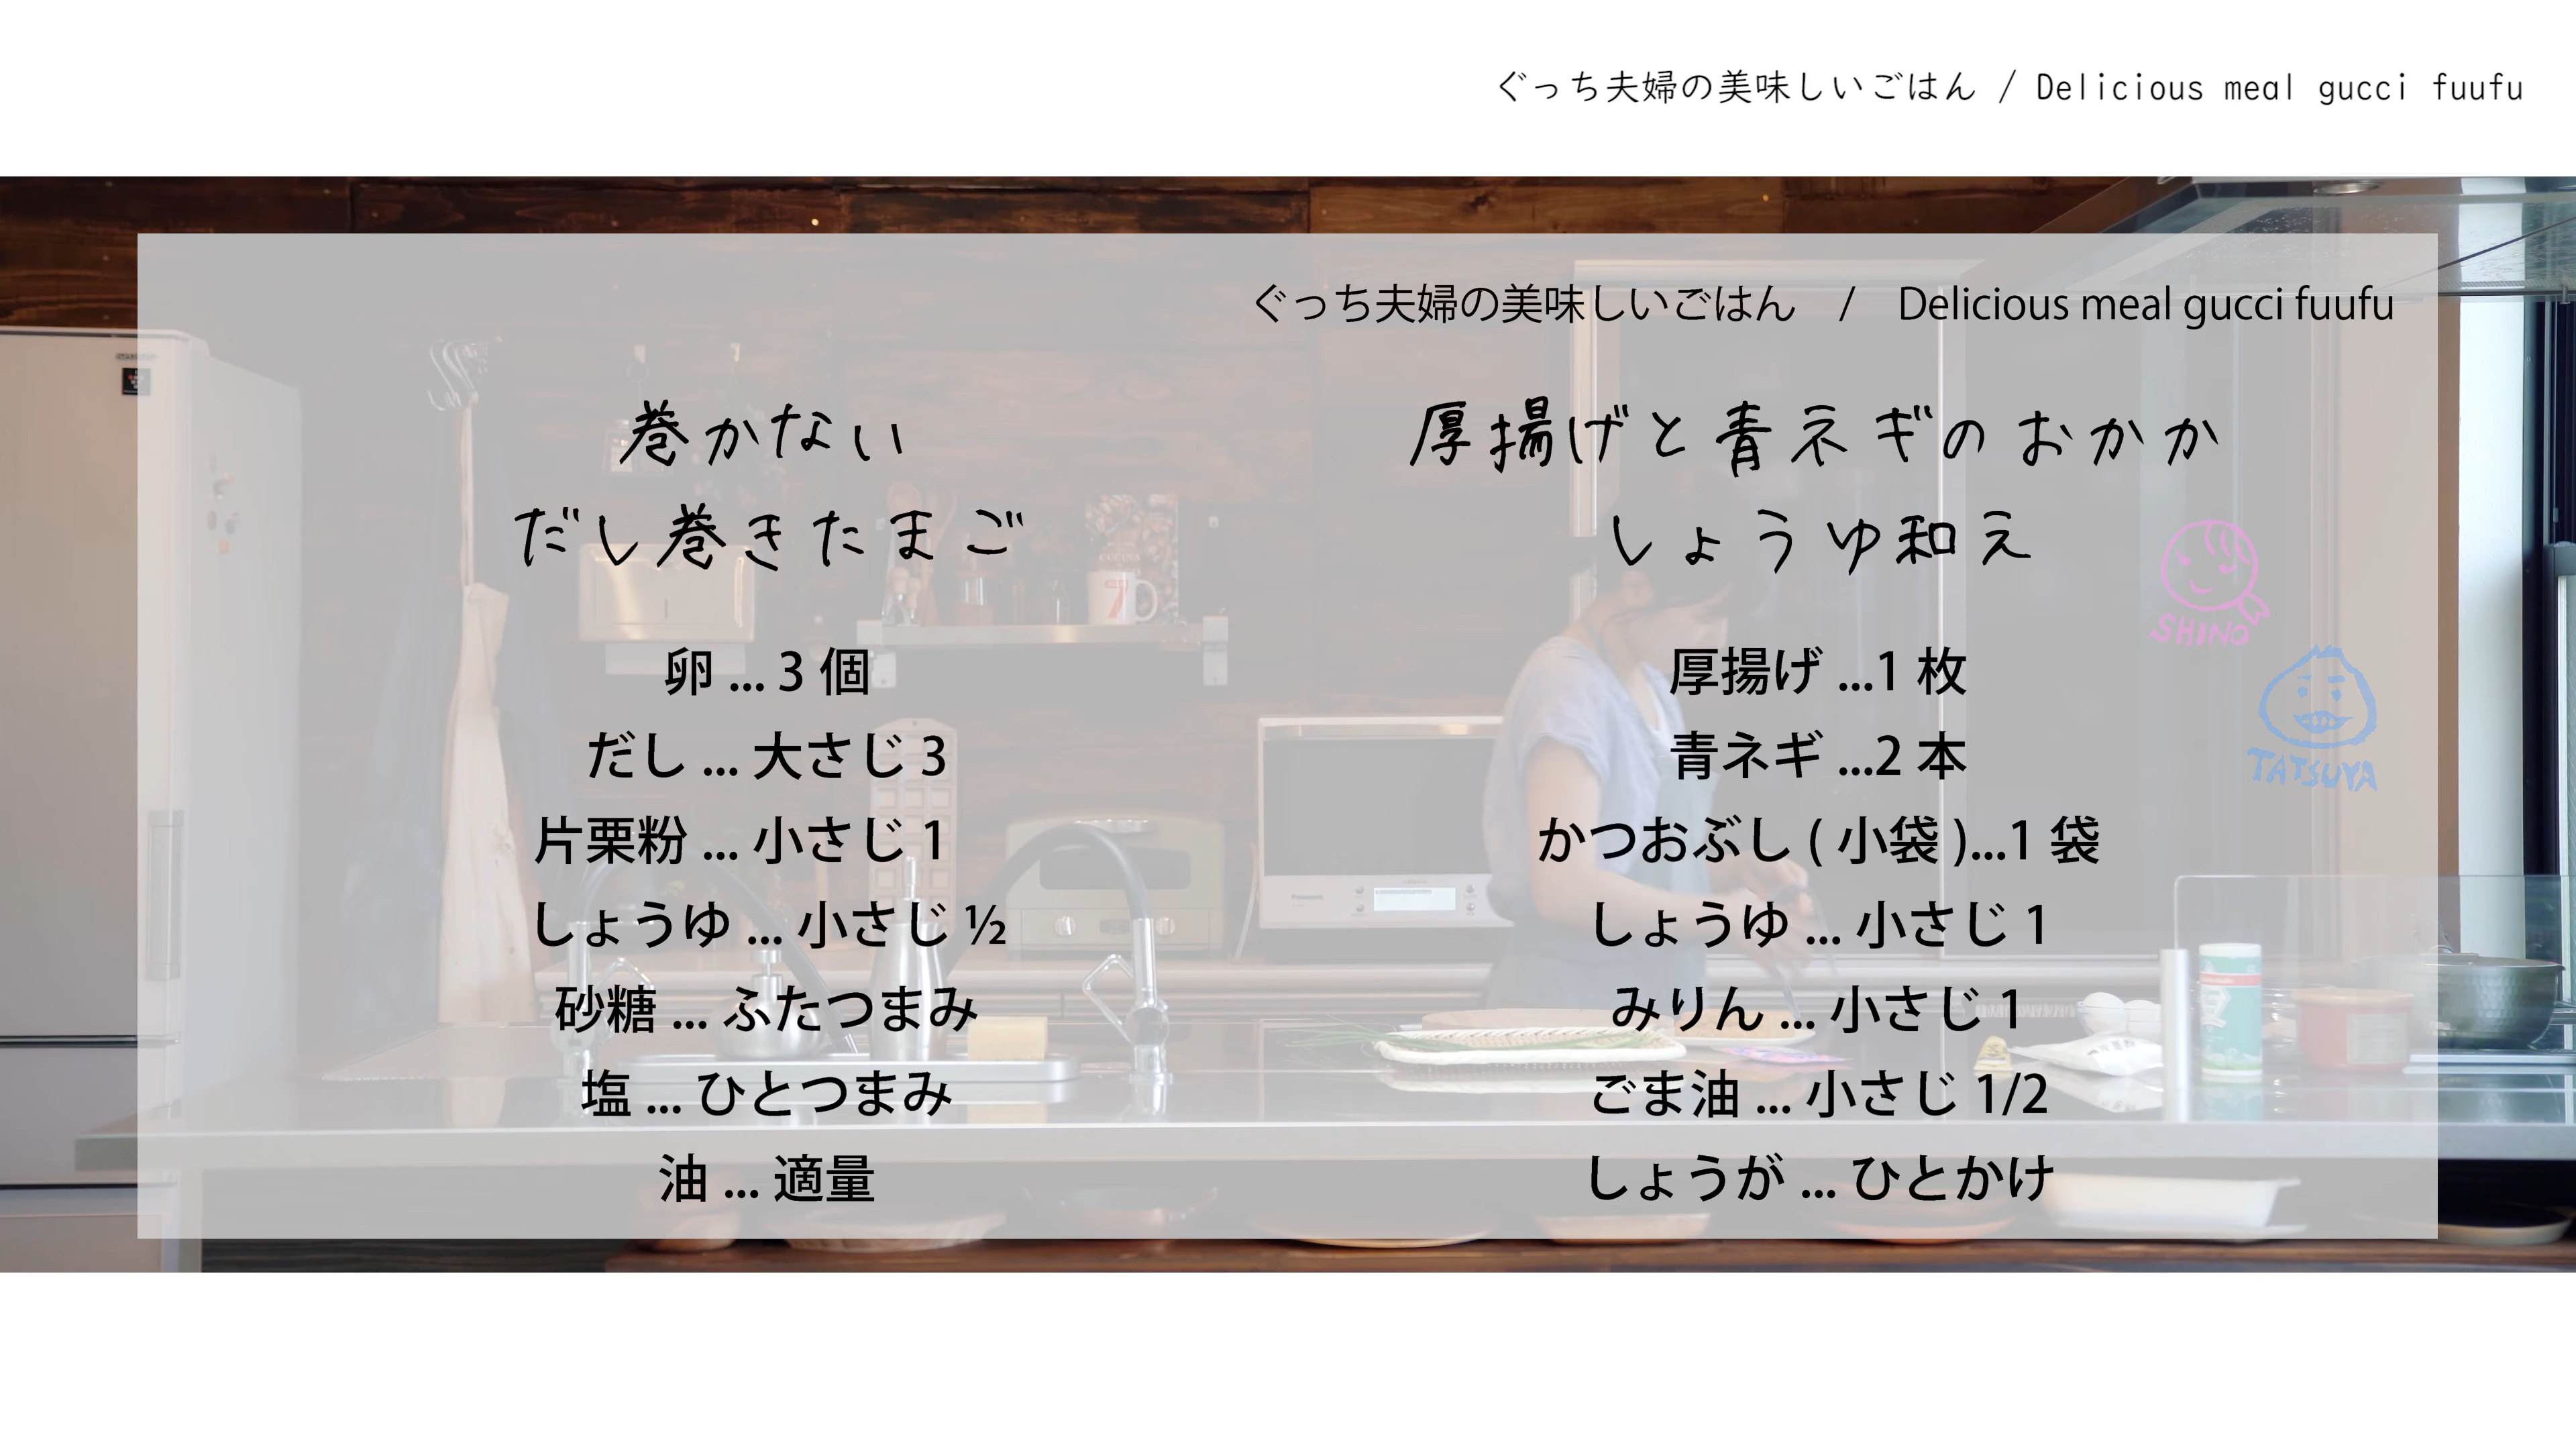 ぐっち夫婦の美味しいごはん / Delicious meal gucci fuufu
ぐっち夫婦の美味しいごはん / Delicious meal gucci fuufu
巻かない
だし巻きたまご
卵 ... 3 個
だし ... 大さじ 3
片栗粉 ... 小さじ 1
しょうゆ ... 小さじ ½
砂糖 ... ふたつまみ
塩 ... ひとつまみ
油 ... 適量
厚揚げと青ネギのおかか
しょうゆ和え
厚揚げ ...1 枚
青ネギ ...2 本
かつおぶし ( 小袋 )...1 袋
しょうゆ ... 小さじ 1
みりん ... 小さじ 1
ごま油 ... 小さじ 1/2
しょうが ... ひとかけ
SHINO
TATSUYA